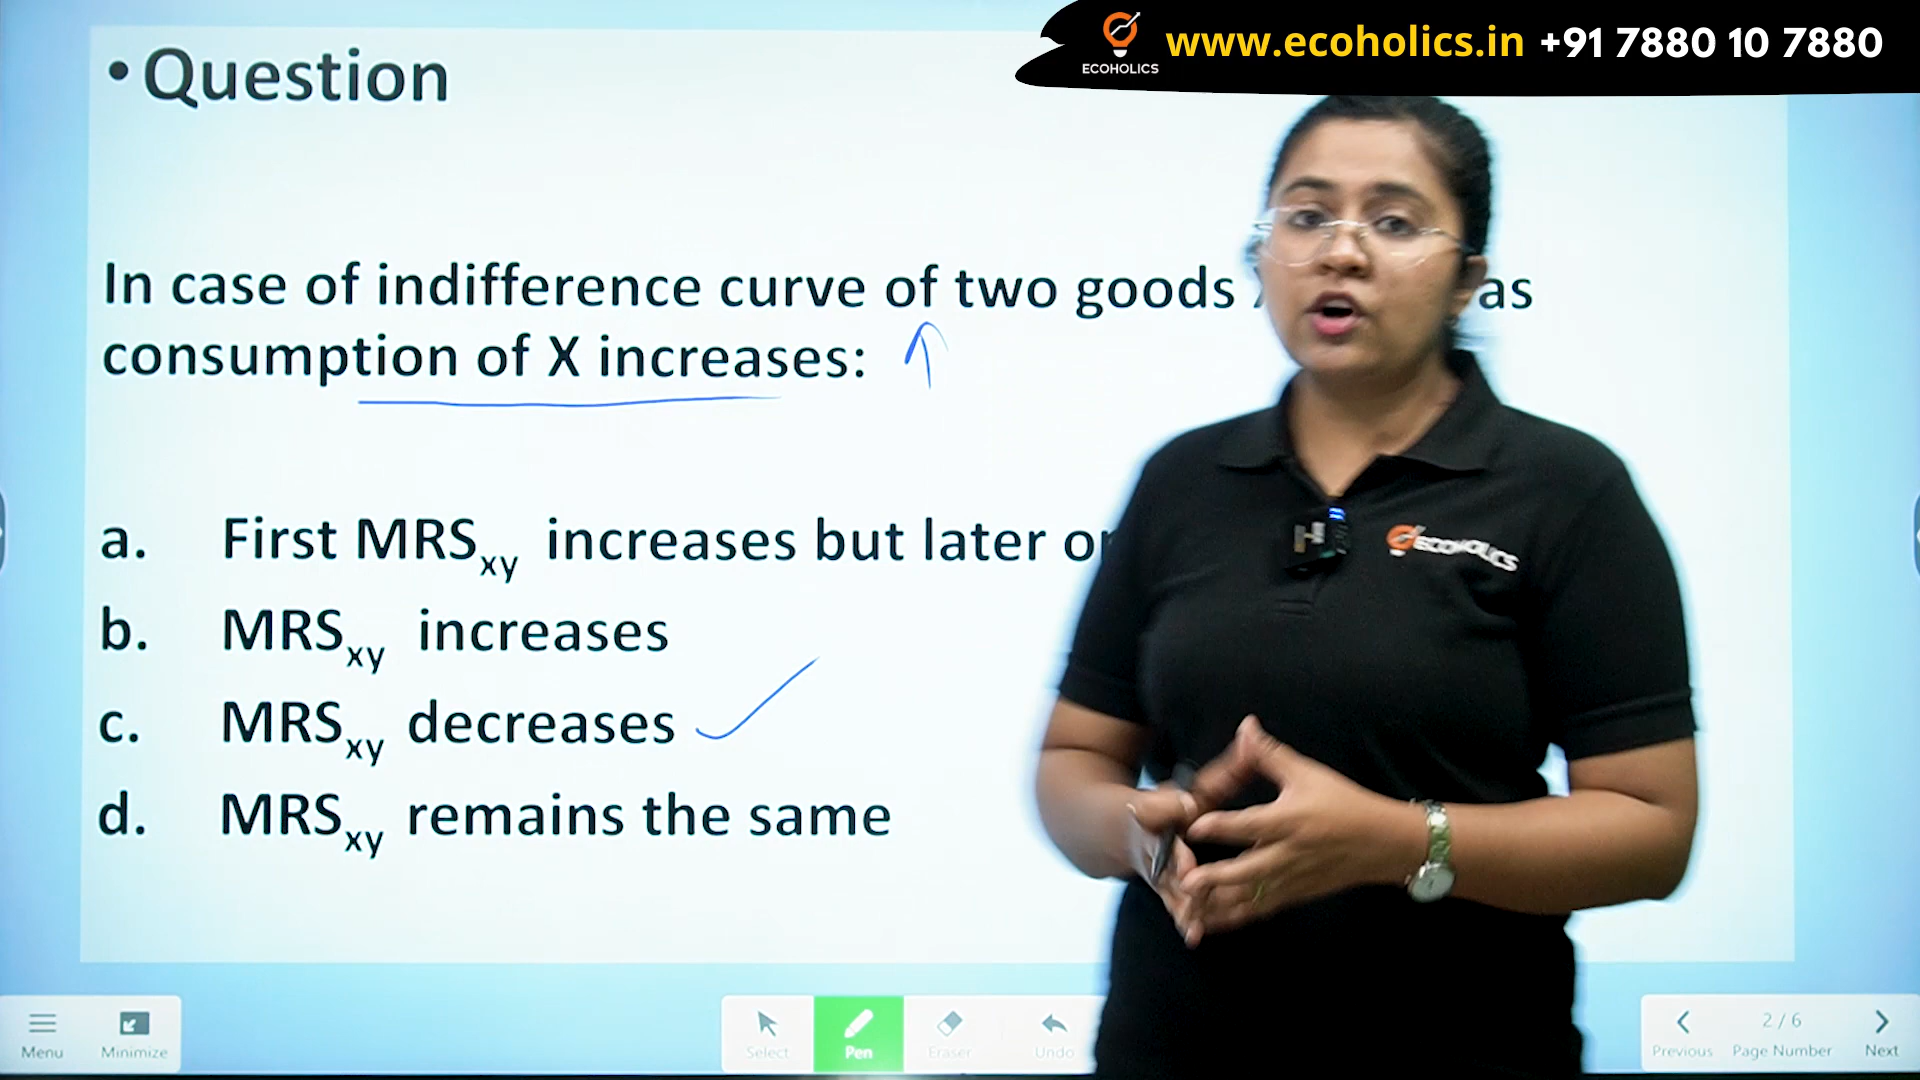 www.ecoholics.in +91 7880 10 7880
ECOHOLICS
• Question
In case of indifference curve of two goods as
consumption of X increases:
a. First MRSxy increases but later
b. MRSxy increases
c. MRSxy decreases
d. MRSxy remains the same
ECOHOLICS
Menu Minimize Select Pen Eraser Undo Previous 2 / 6 Page Number Next